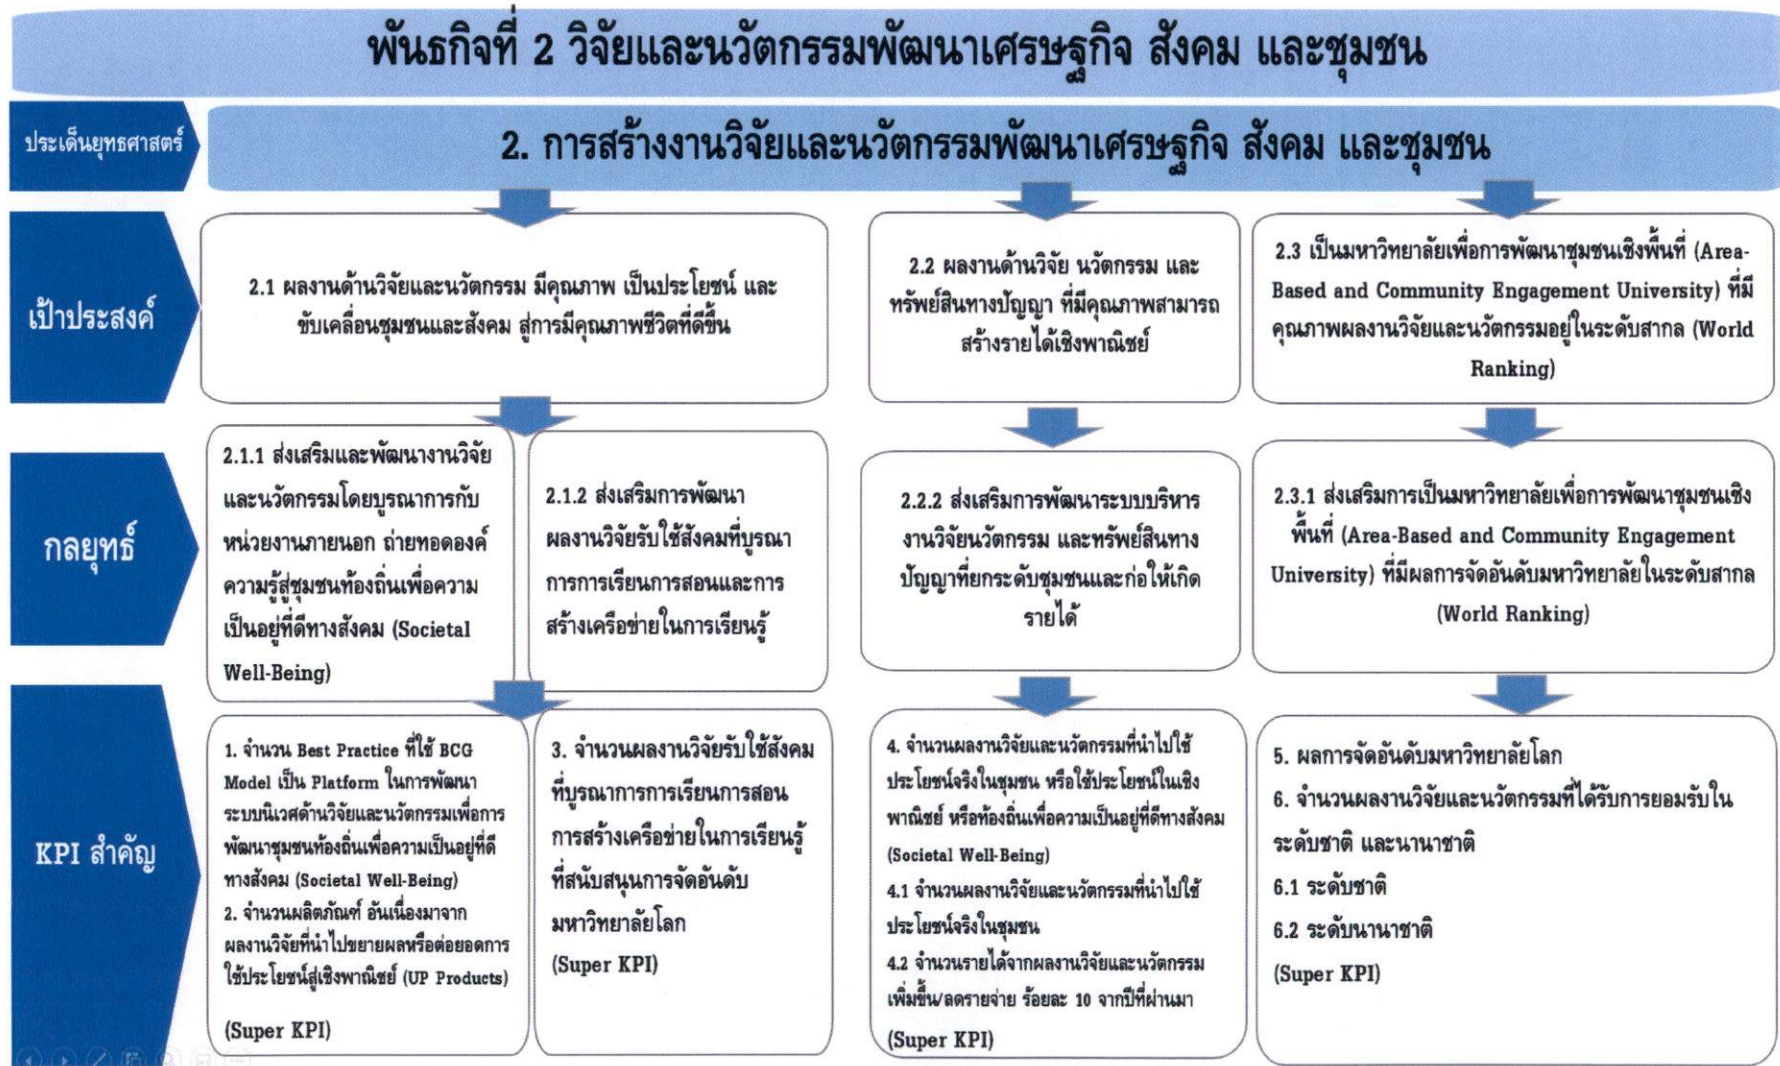 พันธกิจที่ 2 วิจัยและนวัตกรรมพัฒนาเศรษฐกิจ สังคม และชุมชน
ประเด็นยุทธศาสตร์
2. การสร้างงานวิจัยและนวัตกรรมพัฒนาเศรษฐกิจ สังคม และชุมชน
เป้าประสงค์
2.1 ผลงานด้านวิจัยและนวัตกรรม มีคุณภาพ เป็นประโยชน์ และ
ขับเคลื่อนชุมชนและสังคม สู่การมีคุณภาพชีวิตที่ดีขึ้น
2.2 ผลงานด้านวิจัย นวัตกรรม และ
ทรัพย์สินทางปัญญา ที่มีคุณภาพสามารถ
สร้างรายได้เชิงพาณิชย์
2.3 เป็นมหาวิทยาลัยเพื่อการพัฒนาชุมชนเชิงพื้นที่ (Area-
Based and Community Engagement University) ที่มี
คุณภาพผลงานวิจัยและนวัตกรรมอยู่ในระดับสากล (World
Ranking)
กลยุทธ์
2.1.1 ส่งเสริมและพัฒนางานวิจัย
และนวัตกรรมโดยบูรณาการกับ
หน่วยงานภายนอก ถ่ายทอดองค์
ความรู้สู่ชุมชนท้องถิ่นเพื่อความ
เป็นอยู่ที่ดีทางสังคม (Societal
Well-Being)
2.1.2 ส่งเสริมการพัฒนา
ผลงานวิจัยรับใช้สังคมที่บูรณา
การการเรียนการสอนและการ
สร้างเครือข่ายในการเรียนรู้
2.2.2 ส่งเสริมการพัฒนาระบบบริหาร
งานวิจัยนวัตกรรม และทรัพย์สินทาง
ปัญญาที่ยกระดับชุมชนและก่อให้เกิด
รายได้
2.3.1 ส่งเสริมการเป็นมหาวิทยาลัยเพื่อการพัฒนาชุมชนเชิง
พื้นที่ (Area-Based and Community Engagement
University) ที่มีผลการจัดอันดับมหาวิทยาลัยในระดับสากล
(World Ranking)
KPI สำคัญ
1. จำนวน Best Practice ที่ใช้ BCG
Model เป็น Platform ในการพัฒนา
ระบบนิเวศด้านวิจัยและนวัตกรรมเพื่อการ
พัฒนาชุมชนท้องถิ่นเพื่อความเป็นอยู่ที่ดี
ทางสังคม (Societal Well-Being)
2. จำนวนผลิตภัณฑ์ อันเนื่องมาจาก
ผลงานวิจัยที่นำไปขยายผลหรือต่อยอดการ
ใช้ประโยชน์สู่เชิงพาณิชย์ (UP Products)
(Super KPI)
3. จำนวนผลงานวิจัยรับใช้สังคม
ที่บูรณาการการเรียนการสอน
การสร้างเครือข่ายในการเรียนรู้
ที่สนับสนุนการจัดอันดับ
มหาวิทยาลัยโลก
(Super KPI)
4. จำนวนผลงานวิจัยและนวัตกรรมที่นำไปใช้
ประโยชน์จริงในชุมชน หรือใช้ประโยชน์ในเชิง
พาณิชย์ หรือท้องถิ่นเพื่อความเป็นอยู่ที่ดีทางสังคม
(Societal Well-Being)
4.1 จำนวนผลงานวิจัยและนวัตกรรมที่นำไปใช้
ประโยชน์จริงในชุมชน
4.2 จำนวนรายได้จากผลงานวิจัยและนวัตกรรม
เพิ่มขึ้น/ลดรายจ่าย ร้อยละ 10 จากปีที่ผ่านมา
(Super KPI)
5. ผลการจัดอันดับมหาวิทยาลัยโลก
6. จำนวนผลงานวิจัยและนวัตกรรมที่ได้รับการยอมรับใน
ระดับชาติ และนานาชาติ
6.1 ระดับชาติ
6.2 ระดับนานาชาติ
(Super KPI)